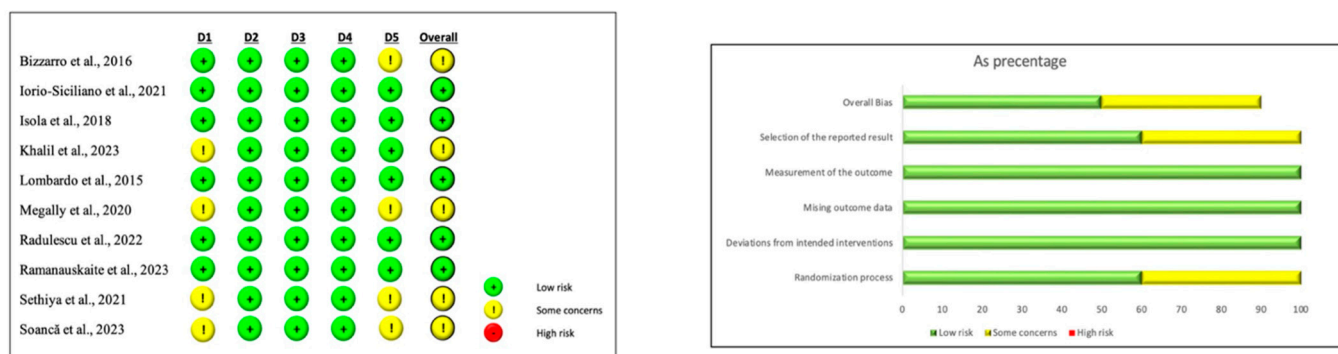 D1 D2 D3 D4 D5 Overall
Bizzarro et al., 2016 + + + + ! !
Iorio-Siciliano et al., 2021 + + + + + +
Isola et al., 2018 + + + + + +
Khalil et al., 2023 ! + + + + !
Lombardo et al., 2015 + + + + + +
Megally et al., 2020 ! + + + ! !
Radulescu et al., 2022 + + + + + +
Ramanauskaite et al., 2023 + + + + + +
Sethiya et al., 2021 ! + + + ! !
Soancă et al., 2023 ! + + + ! !
+ Low risk
! Some concerns
- High risk
As precentage
Overall Bias
Selection of the reported result
Measurement of the outcome
Mising outcome data
Deviations from intended interventions
Randomization process
0 10 20 30 40 50 60 70 80 90 100
Low risk Some concerns High risk